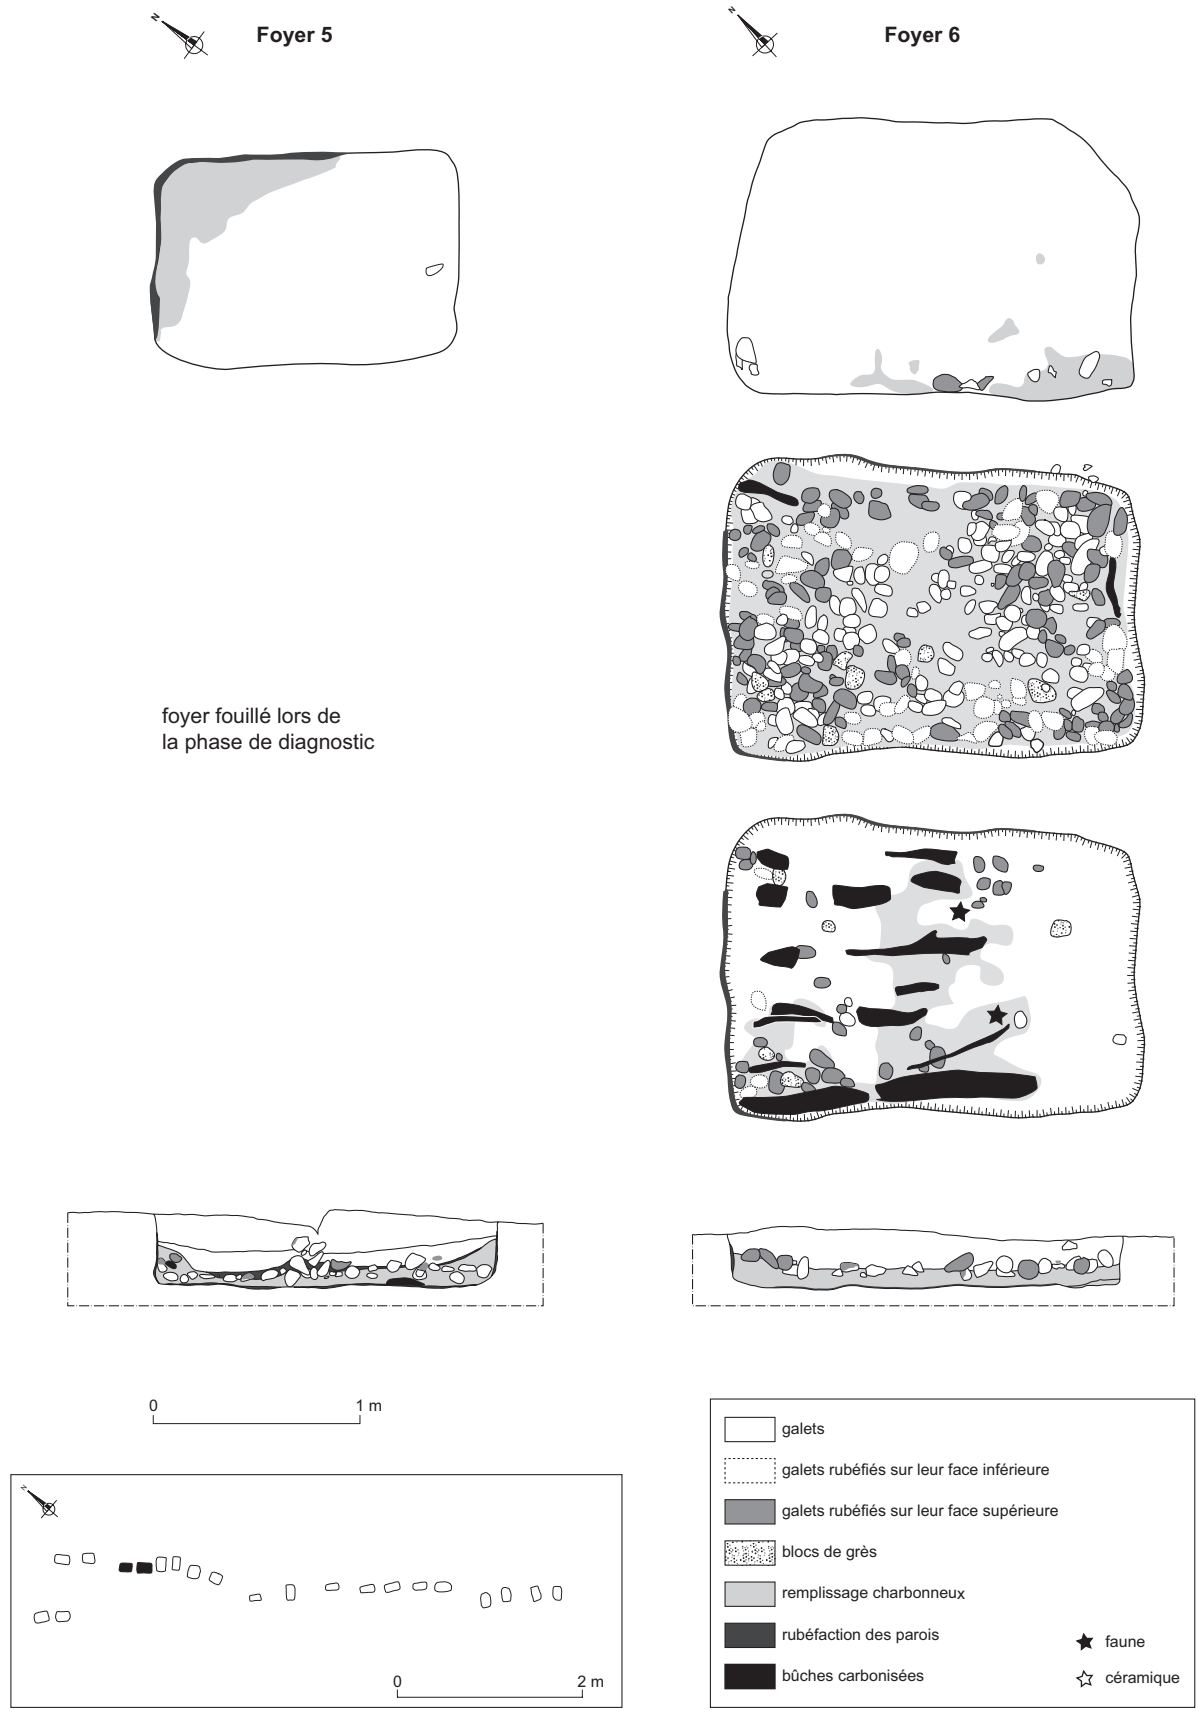 N
Foyer 5
N
Foyer 6
foyer fouillé lors de
la phase de diagnostic
0 1 m
N
0 2 m
galets
galets rubéfiés sur leur face inférieure
galets rubéfiés sur leur face supérieure
blocs de grès
remplissage charbonneux
rubéfaction des parois
bûches carbonisées
faune
céramique